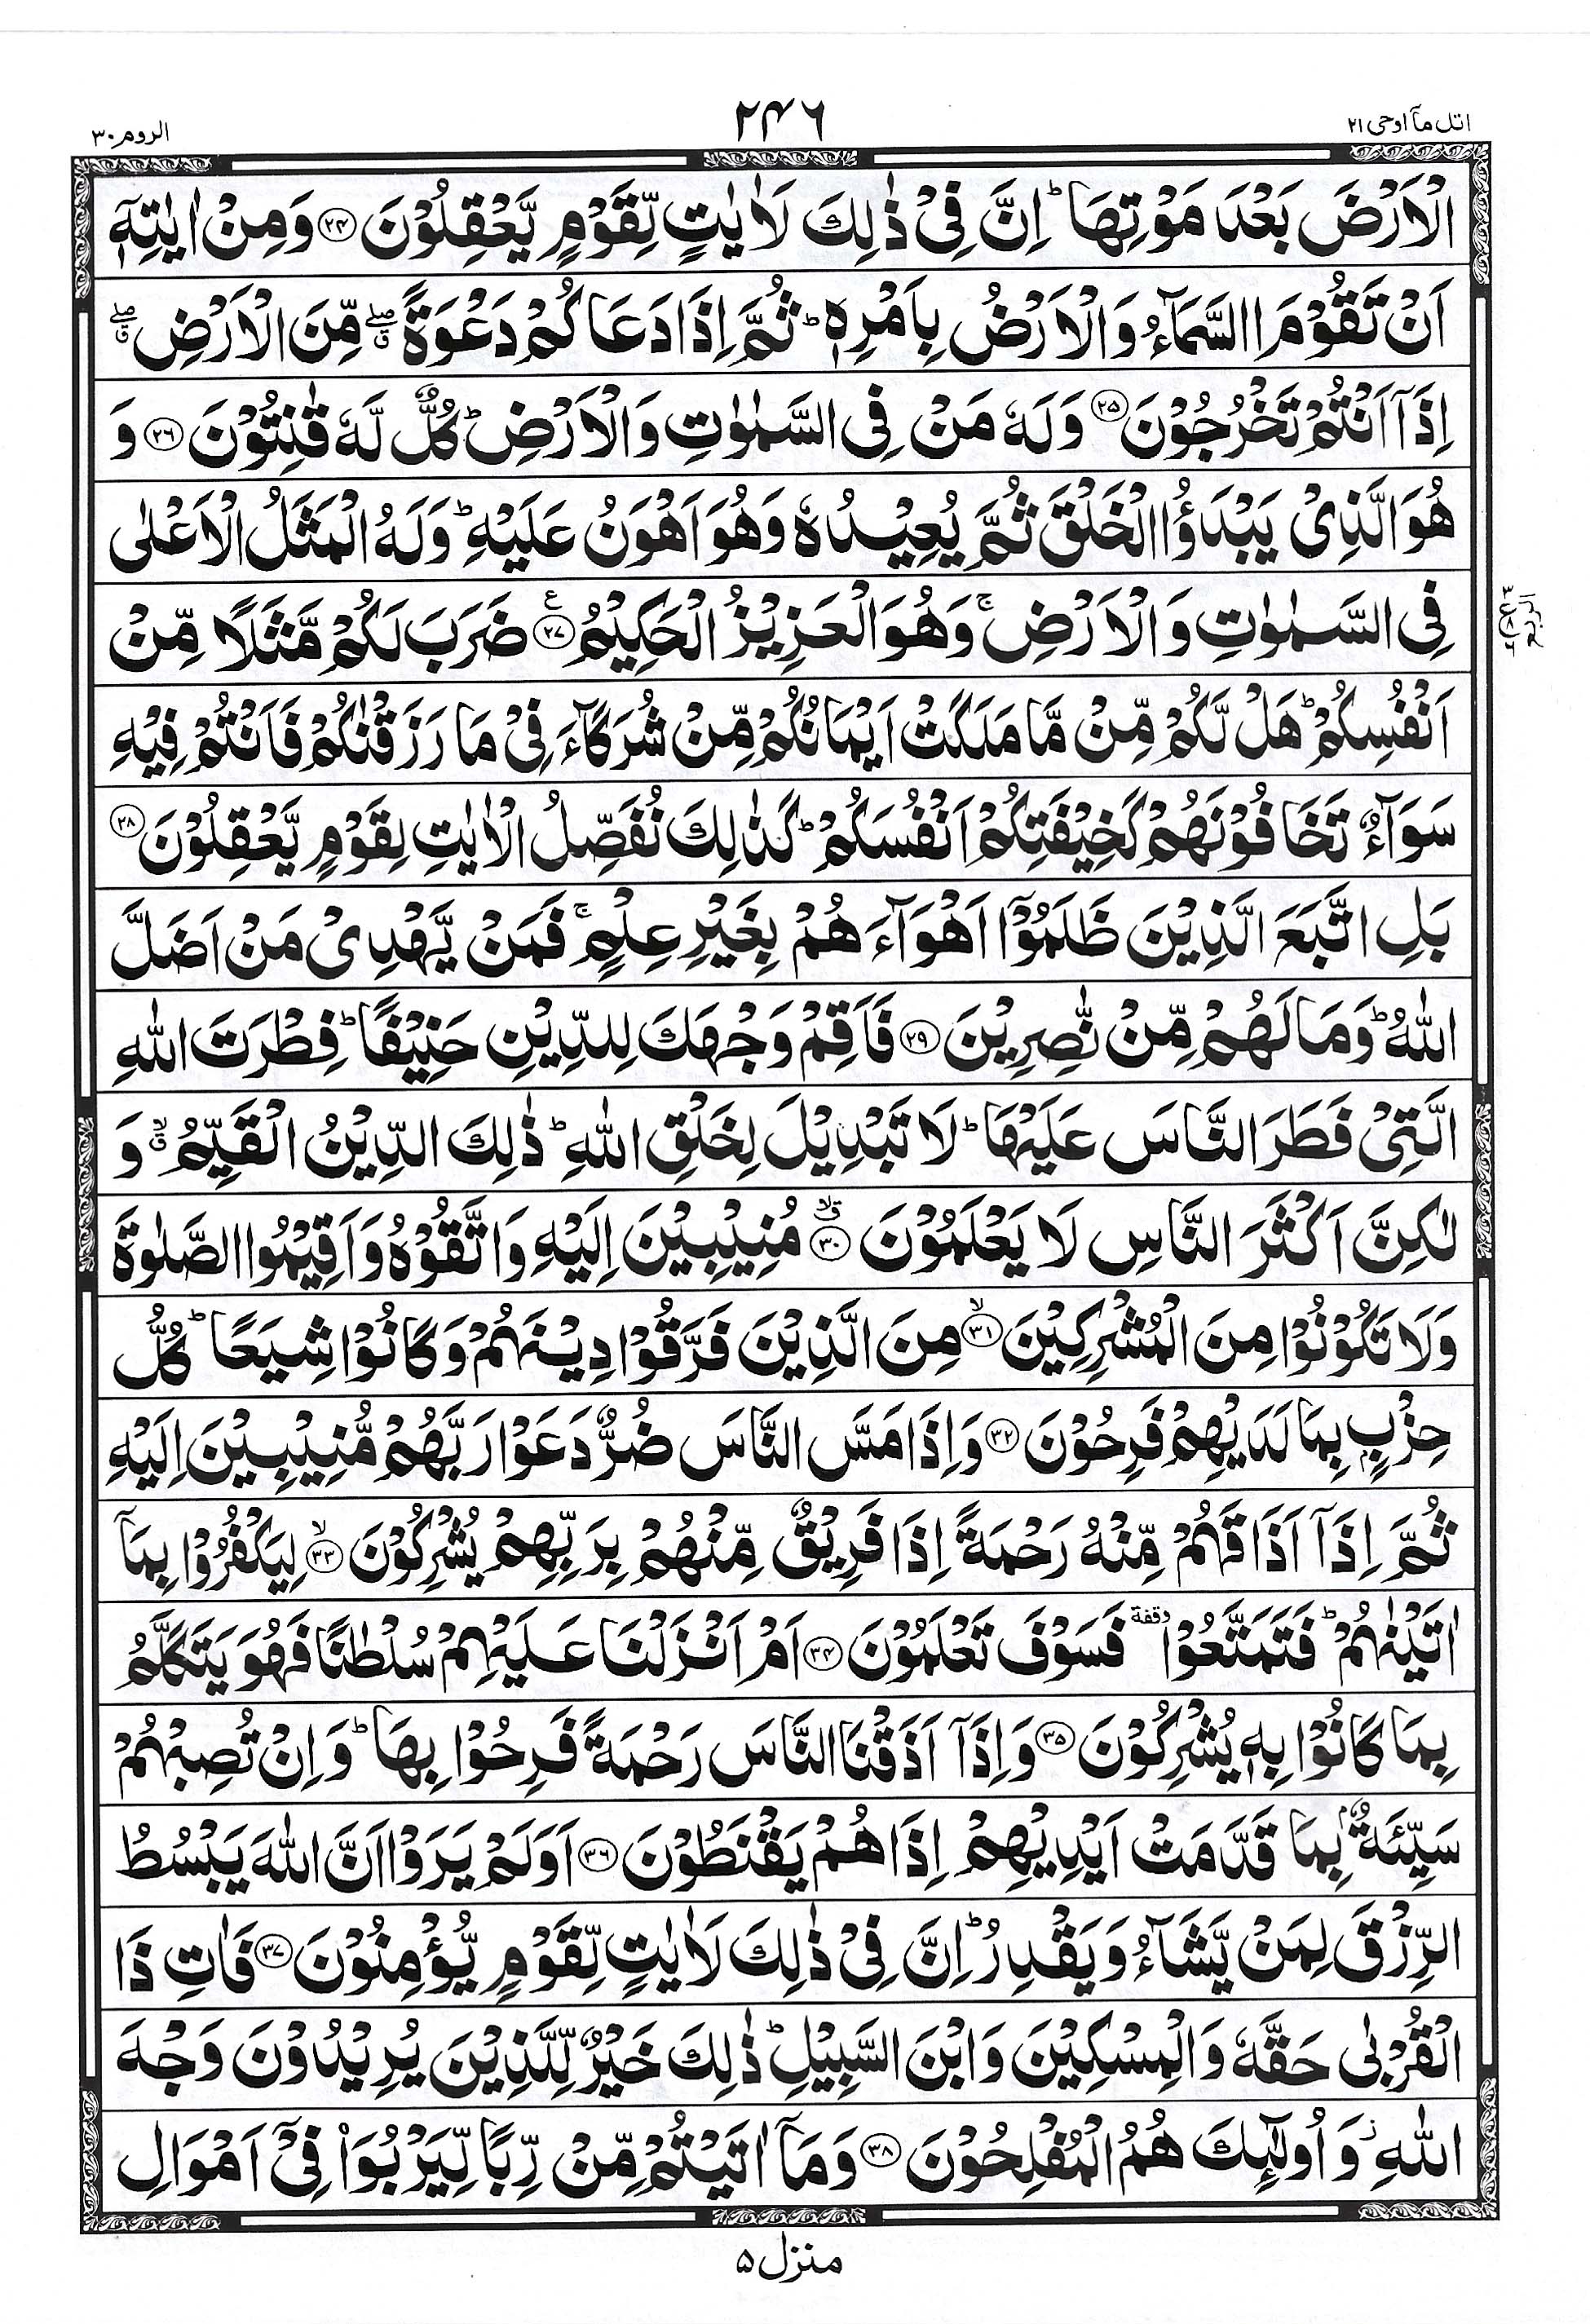 اتل مآ اوحی ۲۱
۲۴۶
الروم ۳۰
الْاَرْضَ بَعْدَ مَوْتِهَا ؕ اِنَّ فِیْ ذٰلِكَ لَاٰیٰتٍ لِّقَوْمٍ یَّعْقِلُوْنَ ﴿۲۴﴾ وَمِنْ اٰیٰتِهٖۤ
اَنْ تَقُوْمَ السَّمَآءُ وَالْاَرْضُ بِاَمْرِهٖ ؕ ثُمَّ اِذَا دَعَاكُمْ دَعْوَةً ۖۗ مِّنَ الْاَرْضِ ۖۗ
اِذَاۤ اَنْتُمْ تَخْرُجُوْنَ ﴿۲۵﴾ وَلَهٗ مَنْ فِی السَّمٰوٰتِ وَالْاَرْضِ ؕ كُلٌّ لَّهٗ قٰنِتُوْنَ ﴿۲۶﴾ وَ
هُوَ الَّذِیْ یَبْدَؤُا الْخَلْقَ ثُمَّ یُعِیْدُهٗ وَهُوَ اَهْوَنُ عَلَیْهِ ؕ وَلَهُ الْمَثَلُ الْاَعْلٰی
فِی السَّمٰوٰتِ وَالْاَرْضِ ۚ وَهُوَ الْعَزِیْزُ الْحَكِیْمُ ﴿۲۷﴾ ع ضَرَبَ لَكُمْ مَّثَلًا مِّنْ
اَنْفُسِكُمْ ؕ هَلْ لَّكُمْ مِّنْ مَّا مَلَكَتْ اَیْمَانُكُمْ مِّنْ شُرَكَآءَ فِیْ مَا رَزَقْنٰكُمْ فَاَنْتُمْ فِیْهِ
سَوَآءٌ تَخَافُوْنَهُمْ كَخِیْفَتِكُمْ اَنْفُسَكُمْ ؕ كَذٰلِكَ نُفَصِّلُ الْاٰیٰتِ لِقَوْمٍ یَّعْقِلُوْنَ ﴿۲۸﴾
بَلِ اتَّبَعَ الَّذِیْنَ ظَلَمُوْۤا اَهْوَآءَهُمْ بِغَیْرِ عِلْمٍ ۚ فَمَنْ یَّهْدِیْ مَنْ اَضَلَّ
اللّٰهُ ؕ وَمَا لَهُمْ مِّنْ نّٰصِرِیْنَ ﴿۲۹﴾ فَاَقِمْ وَجْهَكَ لِلدِّیْنِ حَنِیْفًا ؕ فِطْرَتَ اللّٰهِ
الَّتِیْ فَطَرَ النَّاسَ عَلَیْهَا ؕ لَا تَبْدِیْلَ لِخَلْقِ اللّٰهِ ؕ ذٰلِكَ الدِّیْنُ الْقَیِّمُ ۙۗ وَ
لٰكِنَّ اَكْثَرَ النَّاسِ لَا یَعْلَمُوْنَ ﴿۳۰﴾ ۗۙ مُنِیْبِیْنَ اِلَیْهِ وَاتَّقُوْهُ وَاَقِیْمُوا الصَّلٰوةَ
وَلَا تَكُوْنُوْا مِنَ الْمُشْرِكِیْنَ ﴿۳۱﴾ ۙ مِنَ الَّذِیْنَ فَرَّقُوْا دِیْنَهُمْ وَكَانُوْا شِیَعًا ؕ كُلُّ
حِزْبٍۭ بِمَا لَدَیْهِمْ فَرِحُوْنَ ﴿۳۲﴾ وَاِذَا مَسَّ النَّاسَ ضُرٌّ دَعَوْا رَبَّهُمْ مُّنِیْبِیْنَ اِلَیْهِ
ثُمَّ اِذَاۤ اَذَاقَهُمْ مِّنْهُ رَحْمَةً اِذَا فَرِیْقٌ مِّنْهُمْ بِرَبِّهِمْ یُشْرِكُوْنَ ﴿۳۳﴾ ۙ لِیَكْفُرُوْا بِمَاۤ
اٰتَیْنٰهُمْ ؕ فَتَمَتَّعُوْا وقفة فَسَوْفَ تَعْلَمُوْنَ ﴿۳۴﴾ اَمْ اَنْزَلْنَا عَلَیْهِمْ سُلْطٰنًا فَهُوَ یَتَكَلَّمُ
بِمَا كَانُوْا بِهٖ یُشْرِكُوْنَ ﴿۳۵﴾ وَاِذَاۤ اَذَقْنَا النَّاسَ رَحْمَةً فَرِحُوْا بِهَا ؕ وَاِنْ تُصِبْهُمْ
سَیِّئَةٌۢ بِمَا قَدَّمَتْ اَیْدِیْهِمْ اِذَا هُمْ یَقْنَطُوْنَ ﴿۳۶﴾ اَوَلَمْ یَرَوْا اَنَّ اللّٰهَ یَبْسُطُ
الرِّزْقَ لِمَنْ یَّشَآءُ وَیَقْدِرُ ؕ اِنَّ فِیْ ذٰلِكَ لَاٰیٰتٍ لِّقَوْمٍ یُّؤْمِنُوْنَ ﴿۳۷﴾ فَاٰتِ ذَا
الْقُرْبٰی حَقَّهٗ وَالْمِسْكِیْنَ وَابْنَ السَّبِیْلِ ؕ ذٰلِكَ خَیْرٌ لِّلَّذِیْنَ یُرِیْدُوْنَ وَجْهَ
اللّٰهِ ؗ وَاُولٰٓئِكَ هُمُ الْمُفْلِحُوْنَ ﴿۳۸﴾ وَمَاۤ اٰتَیْتُمْ مِّنْ رِّبًا لِّیَرْبُوَا۠ فِیْۤ اَمْوَالِ
الربع
منزل ۵